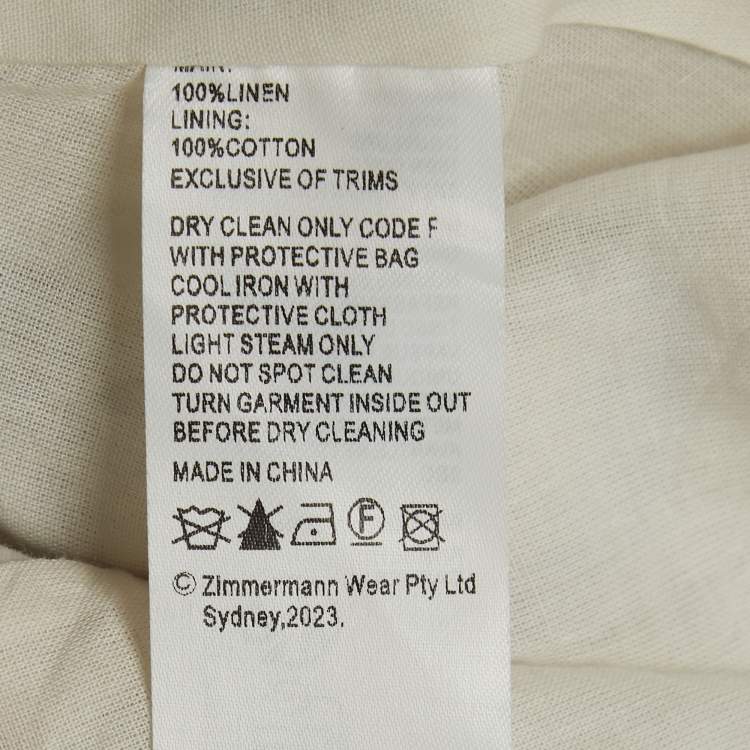 MAIN:
100%LINEN
LINING:
100%COTTON
EXCLUSIVE OF TRIMS
DRY CLEAN ONLY CODE F
WITH PROTECTIVE BAG
COOL IRON WITH
PROTECTIVE CLOTH
LIGHT STEAM ONLY
DO NOT SPOT CLEAN
TURN GARMENT INSIDE OUT
BEFORE DRY CLEANING
MADE IN CHINA
F
© Zimmermann Wear Pty Ltd
Sydney,2023.